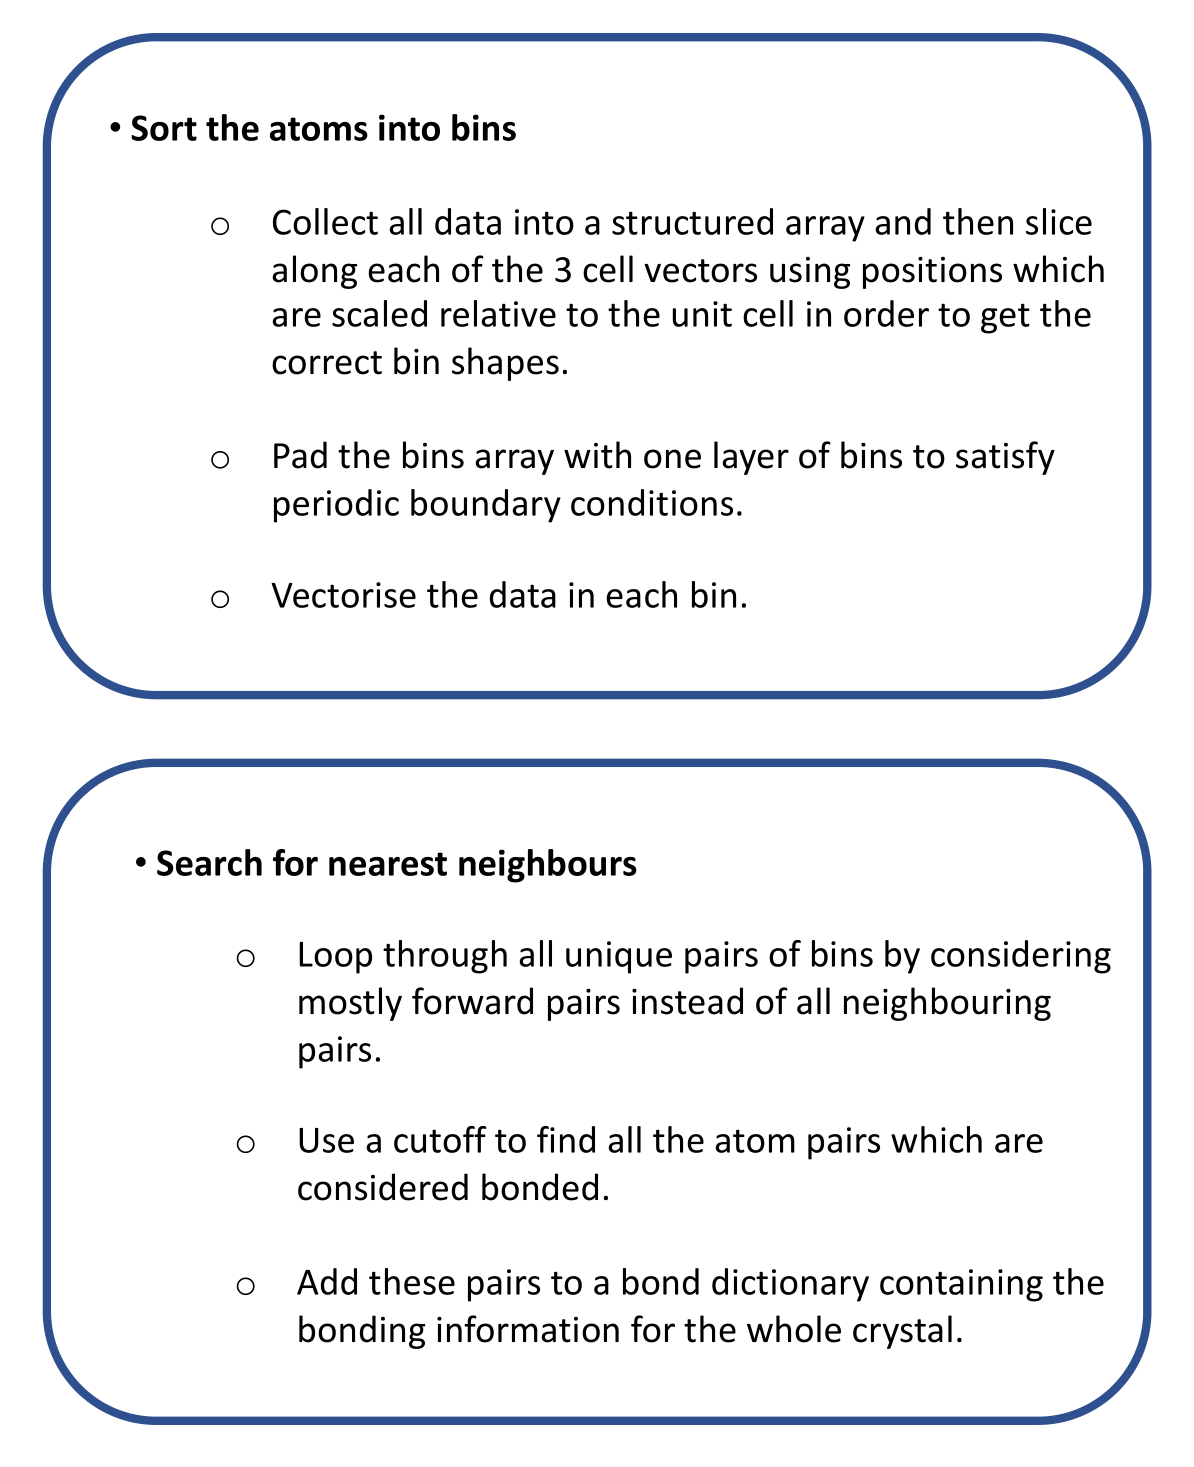 • Sort the atoms into bins
o Collect all data into a structured array and then slice
along each of the 3 cell vectors using positions which
are scaled relative to the unit cell in order to get the
correct bin shapes.
o Pad the bins array with one layer of bins to satisfy
periodic boundary conditions.
o Vectorise the data in each bin.
• Search for nearest neighbours
o Loop through all unique pairs of bins by considering
mostly forward pairs instead of all neighbouring
pairs.
o Use a cutoff to find all the atom pairs which are
considered bonded.
o Add these pairs to a bond dictionary containing the
bonding information for the whole crystal.